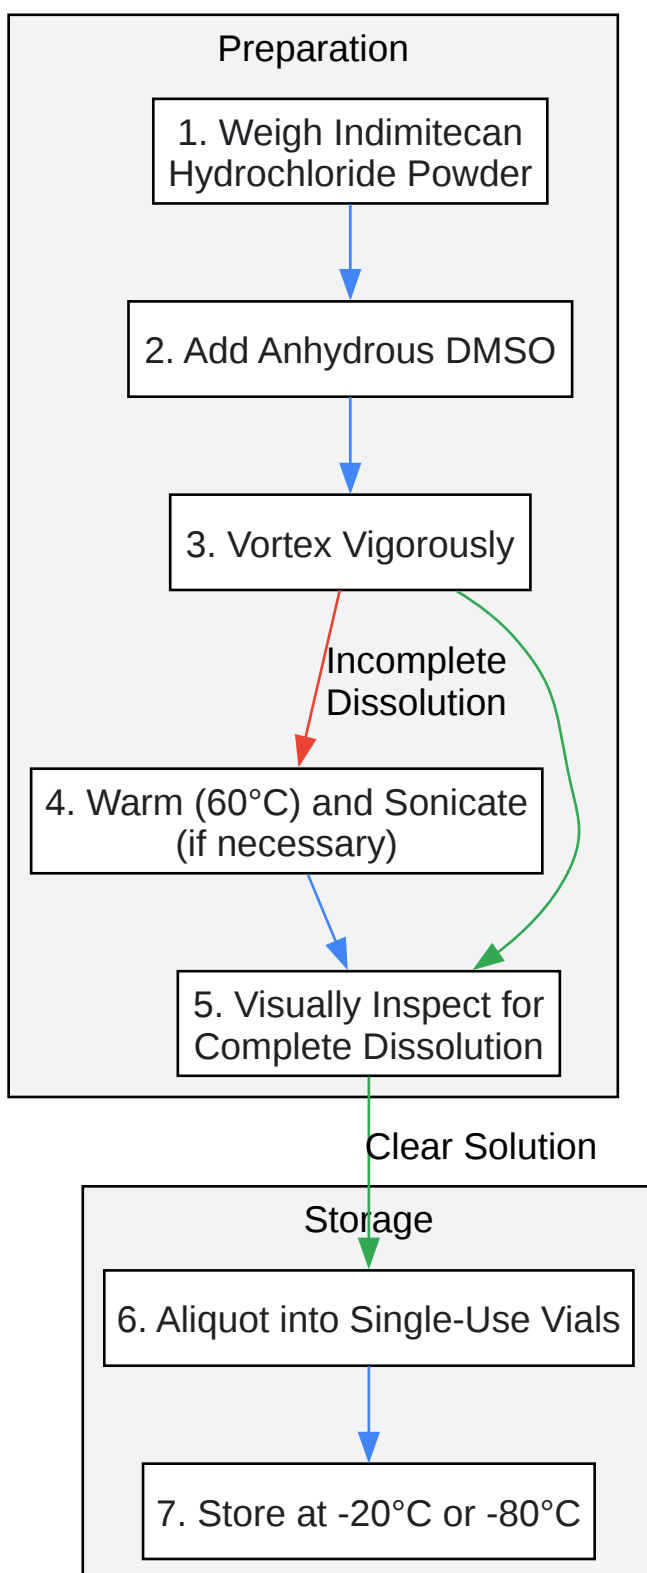 Preparation
1. Weigh Indimitecan
Hydrochloride Powder
2. Add Anhydrous DMSO
3. Vortex Vigorously
Incomplete
Dissolution
4. Warm (60°C) and Sonicate
(if necessary)
5. Visually Inspect for
Complete Dissolution
Clear Solution
Storage
6. Aliquot into Single-Use Vials
7. Store at -20°C or -80°C